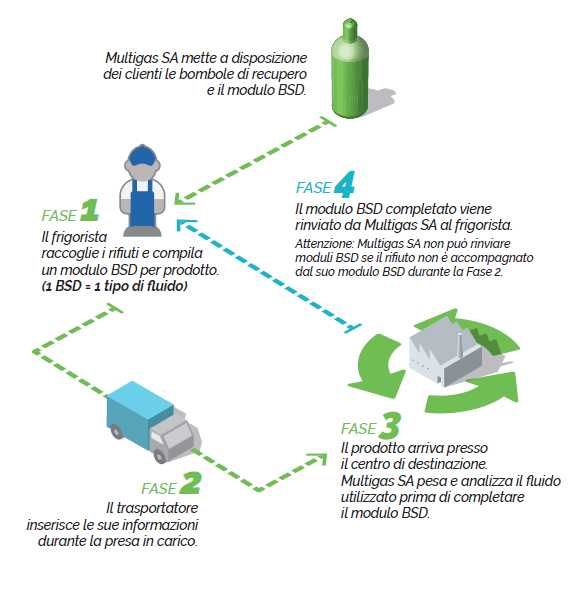 Multigas SA mette a disposizione
dei clienti le bombole di recupero
e il modulo BSD.
FASE 1
Il frigorista
raccoglie i rifiuti e compila
un modulo BSD per prodotto.
(1 BSD = 1 tipo di fluido)
FASE 4
Il modulo BSD completato viene
rinviato da Multigas SA al frigorista.
Attenzione: Multigas SA non può rinviare
moduli BSD se il rifiuto non è accompagnato
dal suo modulo BSD durante la Fase 2.
FASE 2
Il trasportatore
inserisce le sue informazioni
durante la presa in carico.
FASE 3
Il prodotto arriva presso
il centro di destinazione.
Multigas SA pesa e analizza il fluido
utilizzato prima di completare
il modulo BSD.